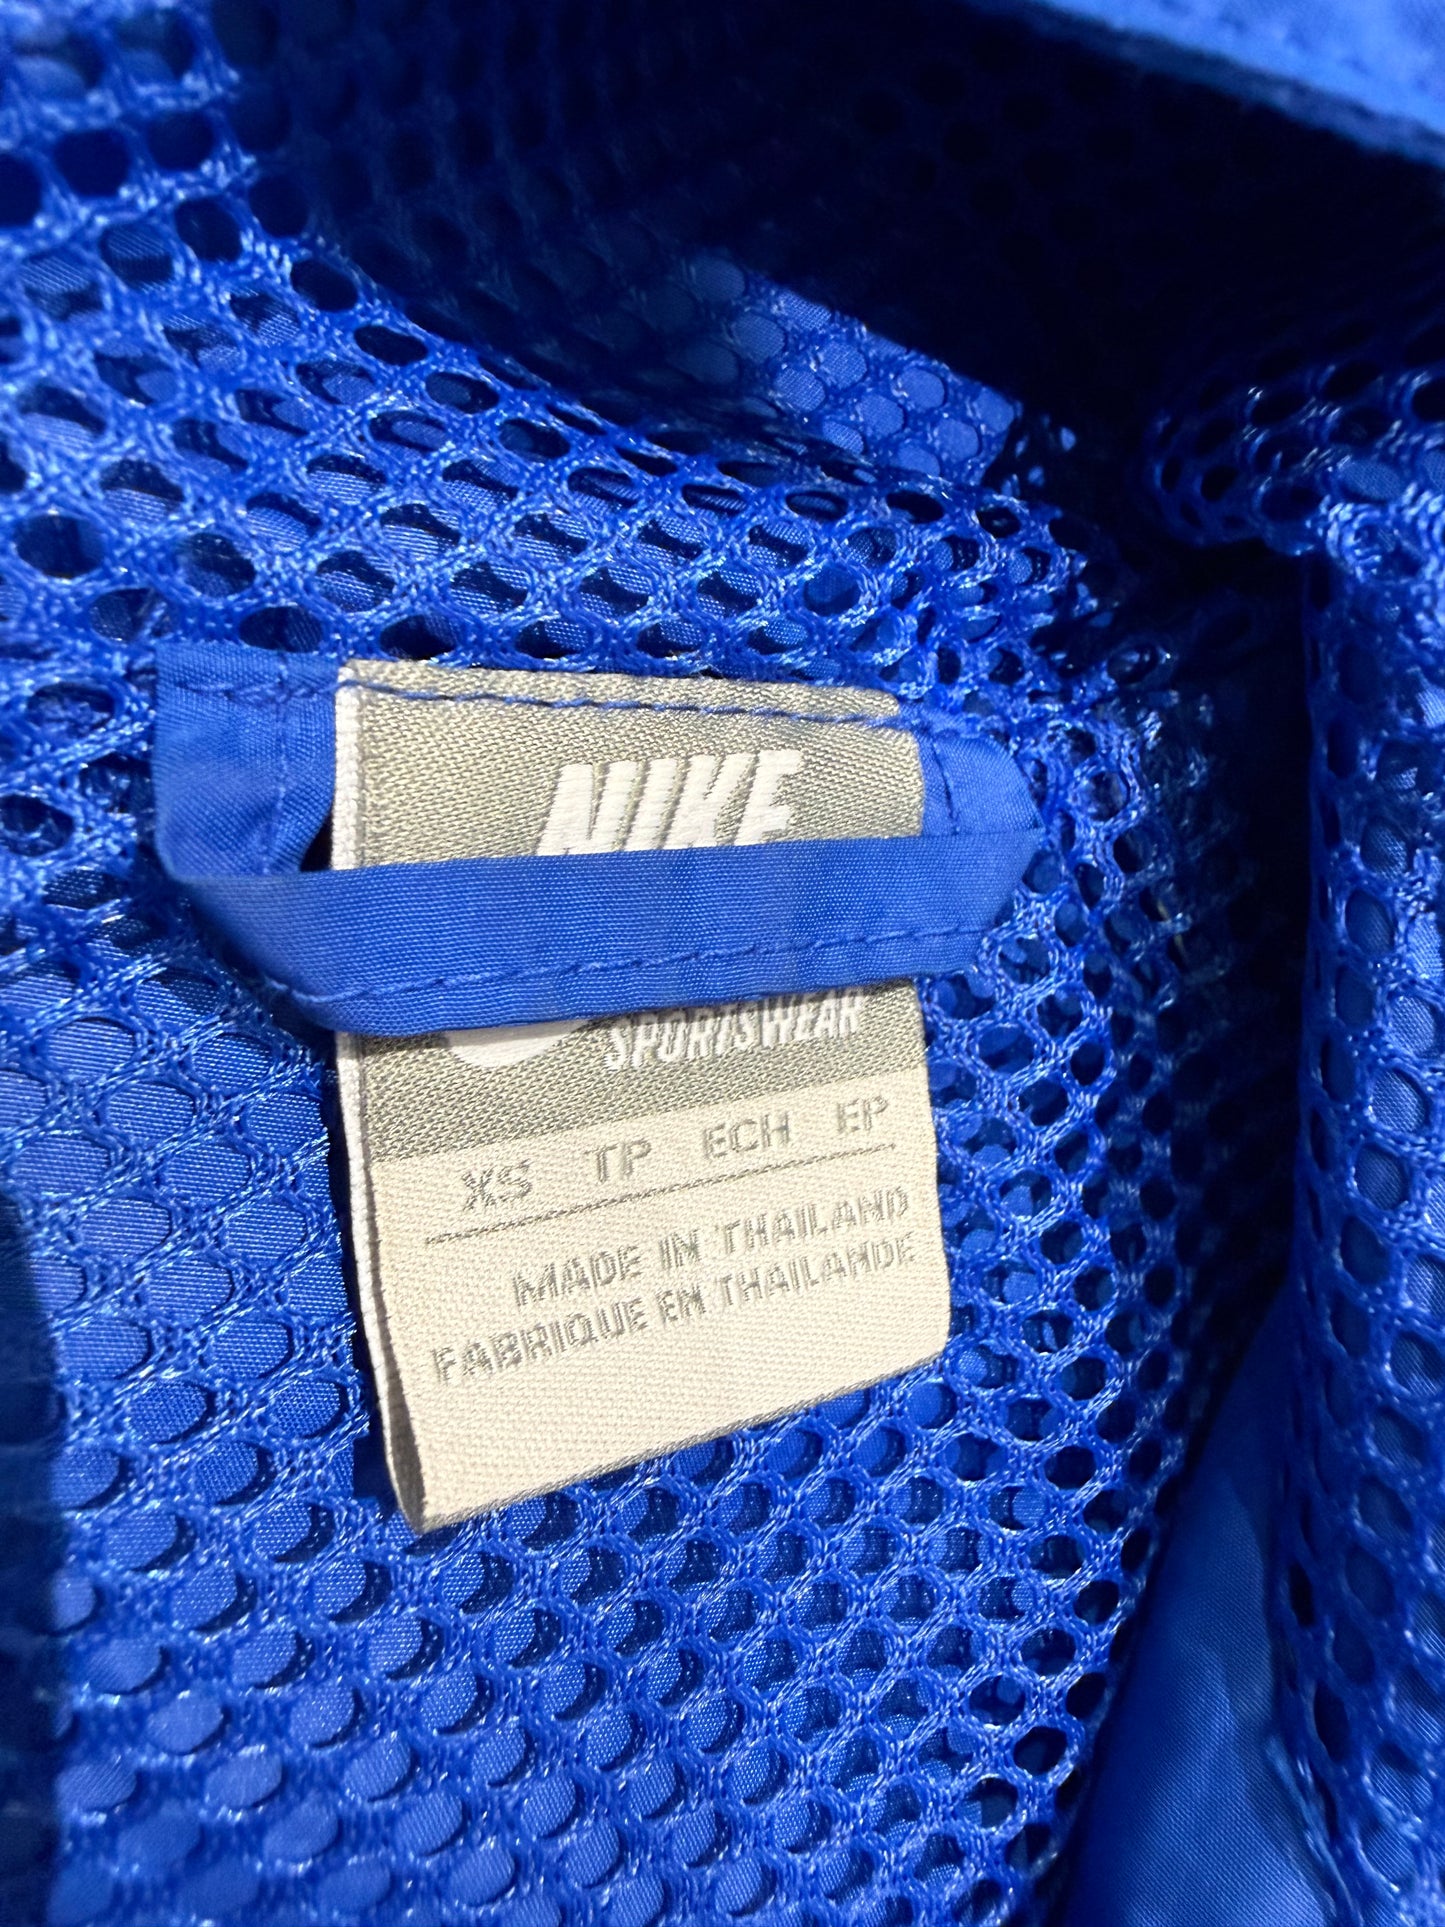 NIKE
SPORTSWEAR
XS TP ECH EP
MADE IN THAILAND
FABRIQUE EN THAILANDE